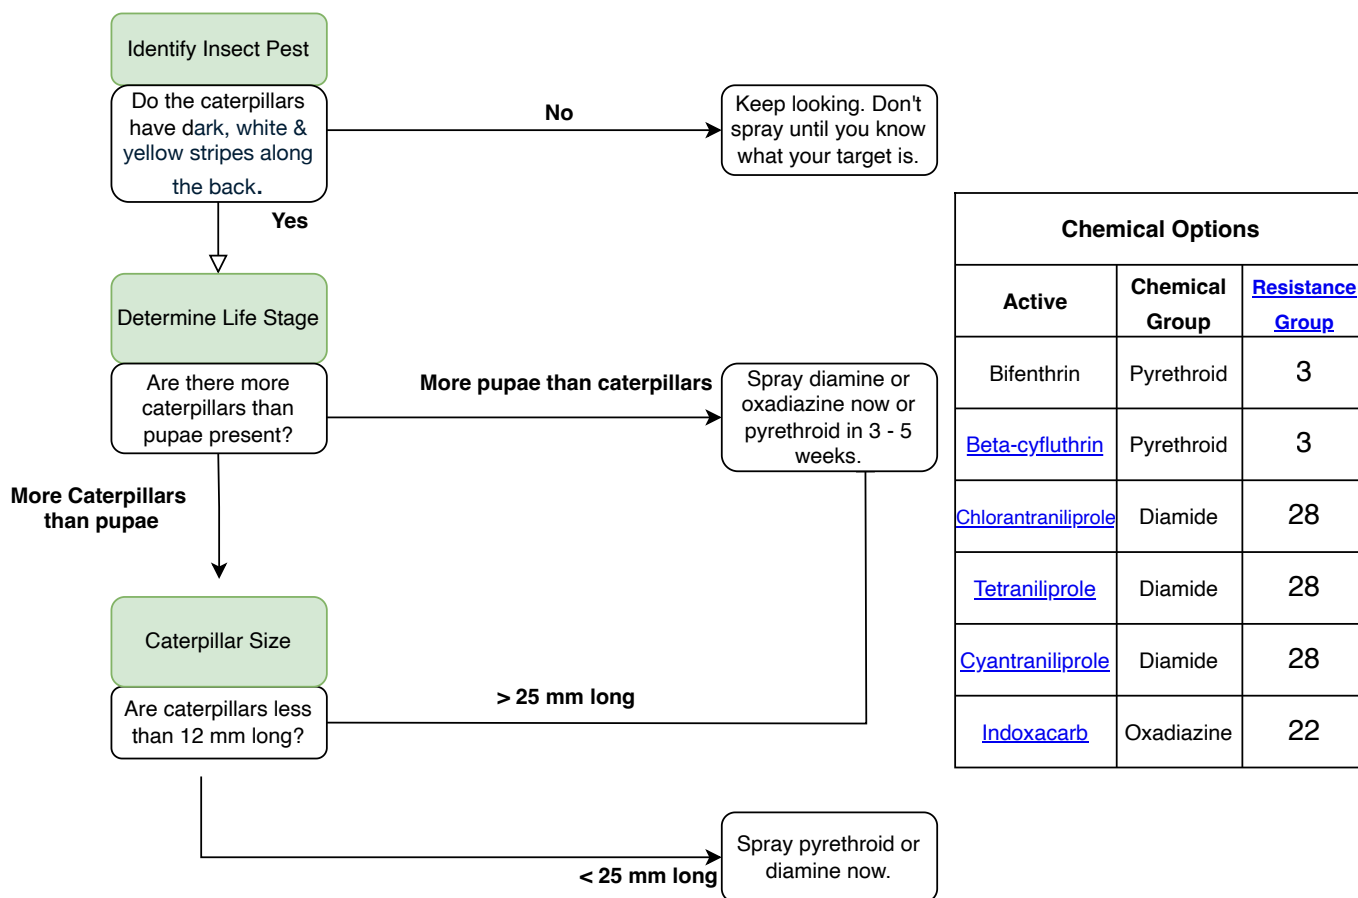 Identify Insect Pest
Do the caterpillars
have dark, white &
yellow stripes along
the back.
No
Keep looking. Don't
spray until you know
what your target is.
Yes
Determine Life Stage
Are there more
caterpillars than
pupae present?
More pupae than caterpillars
Spray diamine or
oxadiazine now or
pyrethroid in 3 - 5
weeks.
More Caterpillars
than pupae
Caterpillar Size
Are caterpillars less
than 12 mm long?
> 25 mm long
< 25 mm long
Spray pyrethroid or
diamine now.
Chemical Options
Active
Chemical
Group
Resistance
Group
Bifenthrin Pyrethroid 3
Beta-cyfluthrin Pyrethroid 3
Chlorantraniliprole Diamide 28
Tetraniliprole Diamide 28
Cyantraniliprole Diamide 28
Indoxacarb Oxadiazine 22